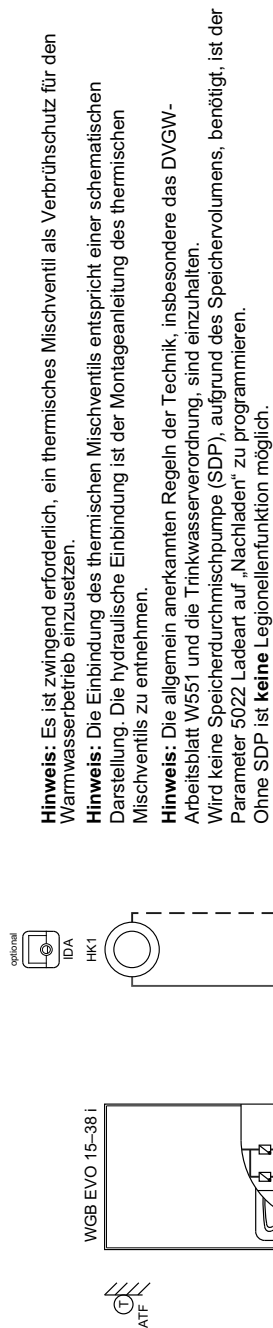 Hinweis: Es ist zwingend erforderlich, ein thermisches Mischventil als Verbrühschutz für den
Warmwasserbetrieb einzusetzen.
Hinweis: Die Einbindung des thermischen Mischventils entspricht einer schematischen
Darstellung. Die hydraulische Einbindung ist der Montageanleitung des thermischen
Mischventils zu entnehmen.
Hinweis: Die allgemein anerkannten Regeln der Technik, insbesondere das DVGW-
Arbeitsblatt W551 und die Trinkwasserverordnung, sind einzuhalten.
Wird keine Speicherdurchmischpumpe (SDP), aufgrund des Speichervolumens, benötigt, ist der
Parameter 5022 Ladeart auf „Nachladen“ zu programmieren.
Ohne SDP ist keine Legionellenfunktion möglich.
optional
IDA
HK1
WGB EVO 15–38 i
T
ATF